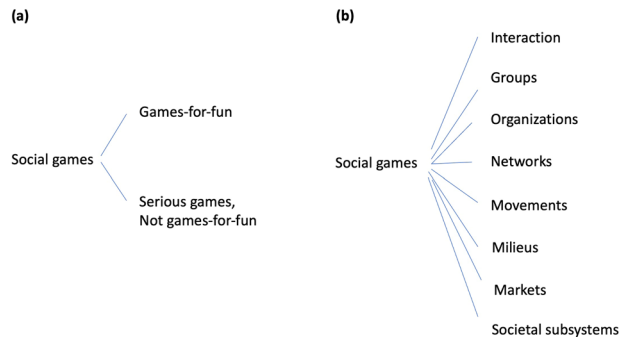 (a)
Social games
Games-for-fun
Serious games,
Not games-for-fun
(b)
Social games
Interaction
Groups
Organizations
Networks
Movements
Milieus
Markets
Societal subsystems